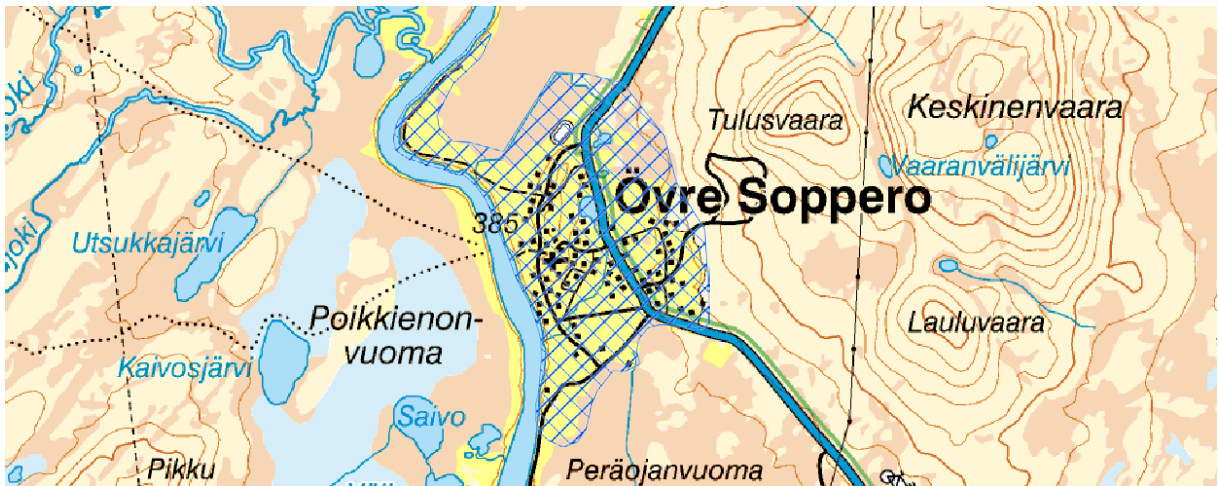 Keskinenvaara
Tulusvaara
Vaaranvälijärvi
Övre Soppero
385
Utsukkajärvi
Poikkienon-
vuoma
Lauluvaara
Kaivosjärvi
Saivo
Pikku
Peräojanvuoma